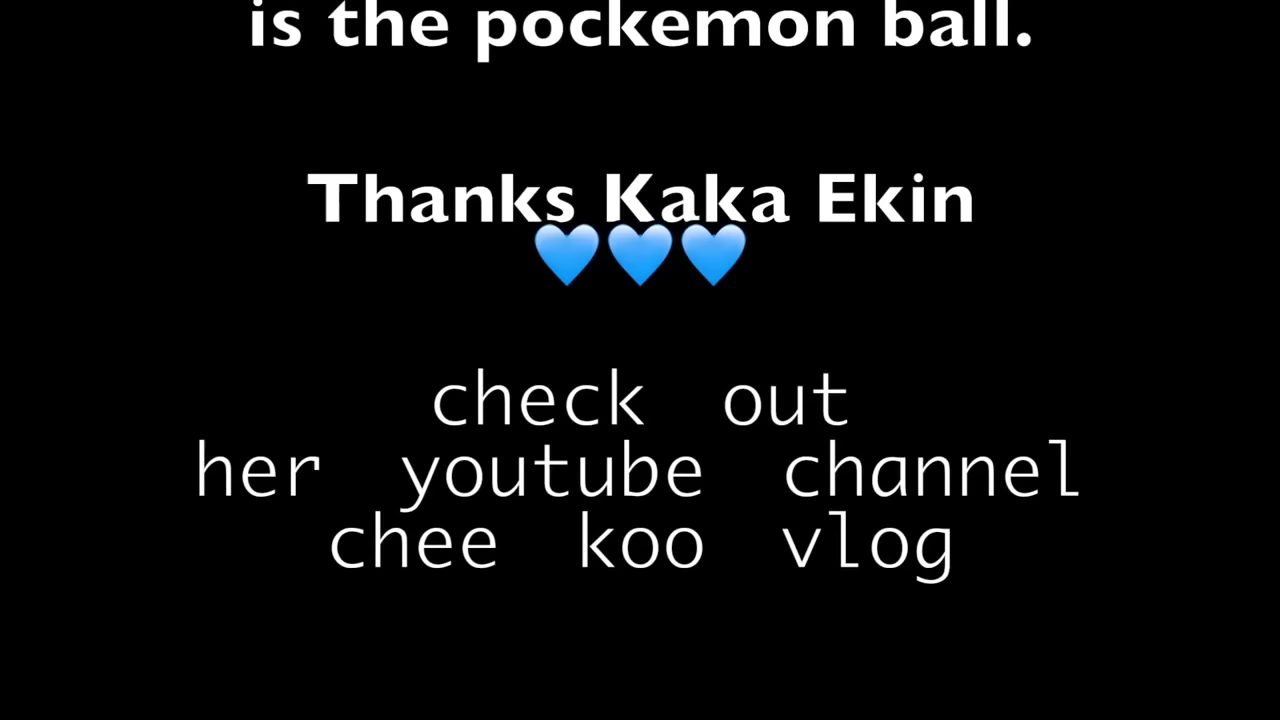 is the pockemon ball.
Thanks Kaka Ekin
💙💙💙
check out
her youtube channel
chee koo vlog